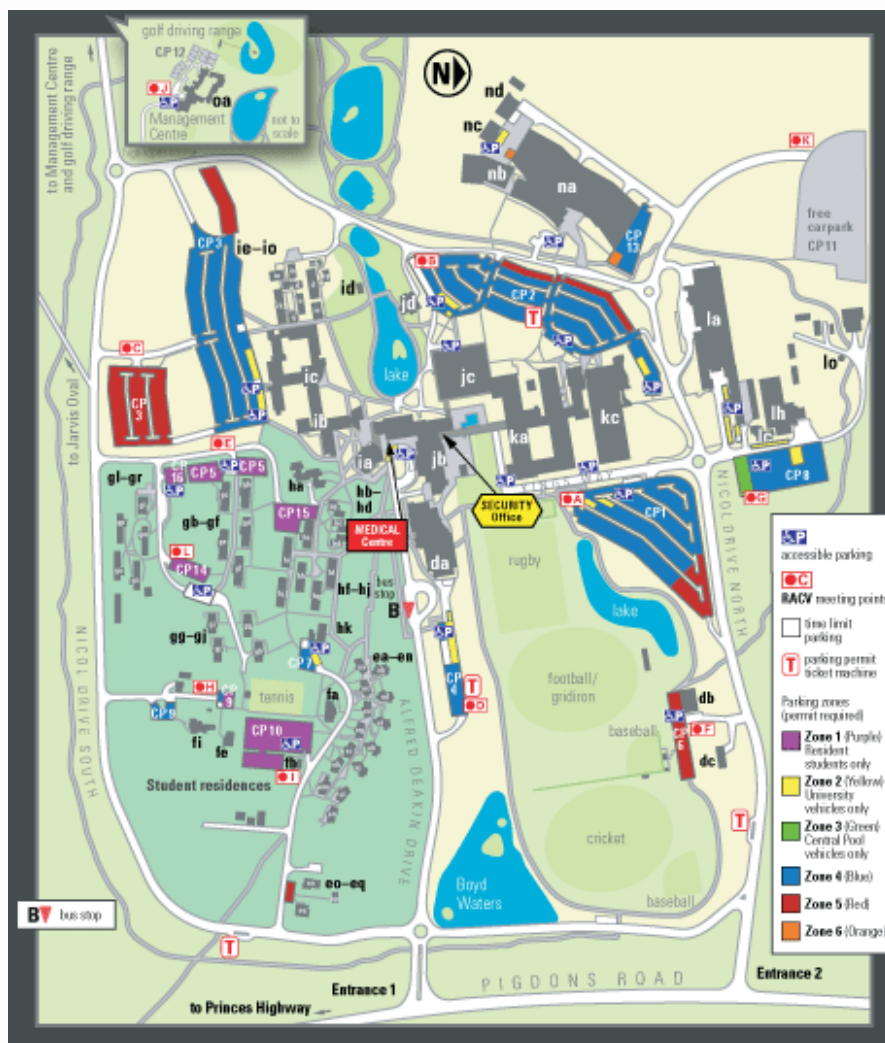 to Management Centre
and golf driving range
golf driving range
CP12
J
P
oa
Management
Centre
not to
scale
N
nd
nc
P
nb
na
K
CP
13
free
carpark
CP11
CP3
ie–io
id
jd
B
P
CP2
T
P
la
lo
C
CP
3
lake
ic
ib
jc
P
ka
kc
P
lh
lc
P
CP8
G
to Jarvis Oval
E
gl–gr
CP
16
CP5
P
CP5
ha
ia
P
jb
hb–
hd
CP15
MEDICAL
Centre
SECURITY
Office
P
KINGS WAY
A
CP1
NICOL DRIVE NORTH
gb–gf
L
CP14
P
da
rugby
lake
hf–hj
bus
stop
B
hk
gg–gj
P
CP7
ea–en
P
CP
4
T
D
football/
gridiron
db
P
CP
6
F
dc
baseball
NICOL DRIVE SOUTH
H
CP
9
CP9
tennis
fa
fi
fe
CP10
P
fb
I
Student residences
ALFRED DEAKIN DRIVE
cricket
T
baseball
eo–eq
Boyd
Waters
B bus stop
T
Entrance 1
PIGDONS ROAD
Entrance 2
to Princes Highway
P
accessible parking
C
RACV meeting points
time limit
parking
T
parking permit
ticket machine
Parking zones
(permit required)
Zone 1 (Purple)
Resident
students only
Zone 2 (Yellow)
University
vehicles only
Zone 3 (Green)
Central Pool
vehicles only
Zone 4 (Blue)
Zone 5 (Red)
Zone 6 (Orange)